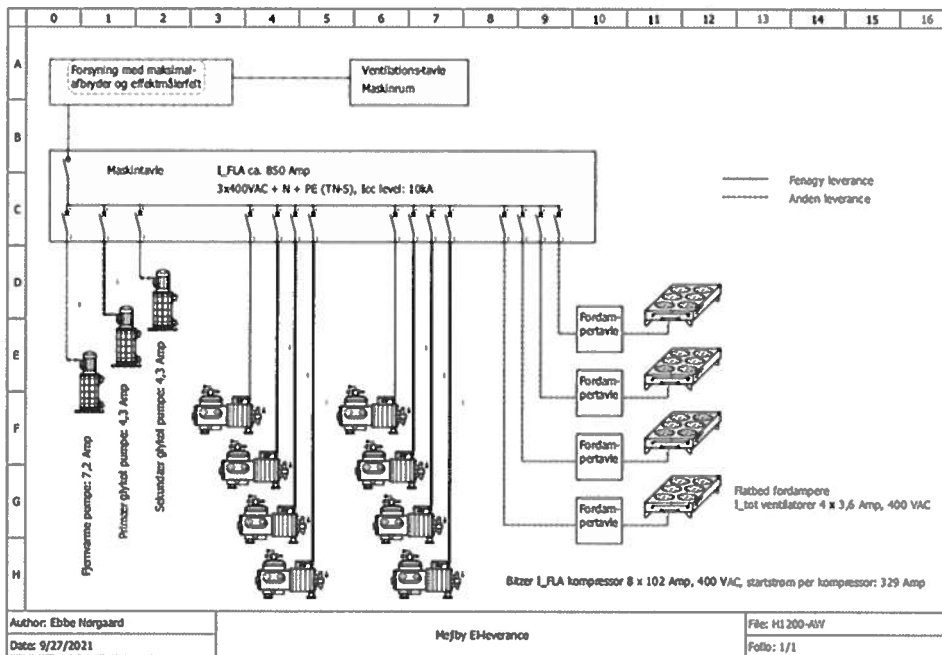 0 1 2 3 4 5 6 7 8 9 10 11 12 13 14 15 16
A
Forsyning med maksimal-
afbryder og effektmålerfelt
Ventilations-tavle
Maskinrum
B
Maskintavle
I_FLA ca. 850 Amp
3x400VAC + N + PE (TN-S), Icc level: 10kA
Fenagy leverance
Anden leverance
C
D
Fordam-
pertavle
E
Fordam-
pertavle
F
Fordam-
pertavle
G
Fordam-
pertavle
Flatbed fordampere
I_tot ventilatorer 4 x 3,6 Amp, 400 VAC
H
Fjernvarme pumpe: 7,2 Amp
Primær glykol pumpe: 4,3 Amp
Sekundær glykol pumpe: 4,3 Amp
Bitzer I_FLA kompressor 8 x 102 Amp, 400 VAC, startstrøm per kompressor: 329 Amp
Author: Ebbe Nørgaard
Date: 9/27/2021
Mejlby El-leverance
File: H1200-AW
Folio: 1/1